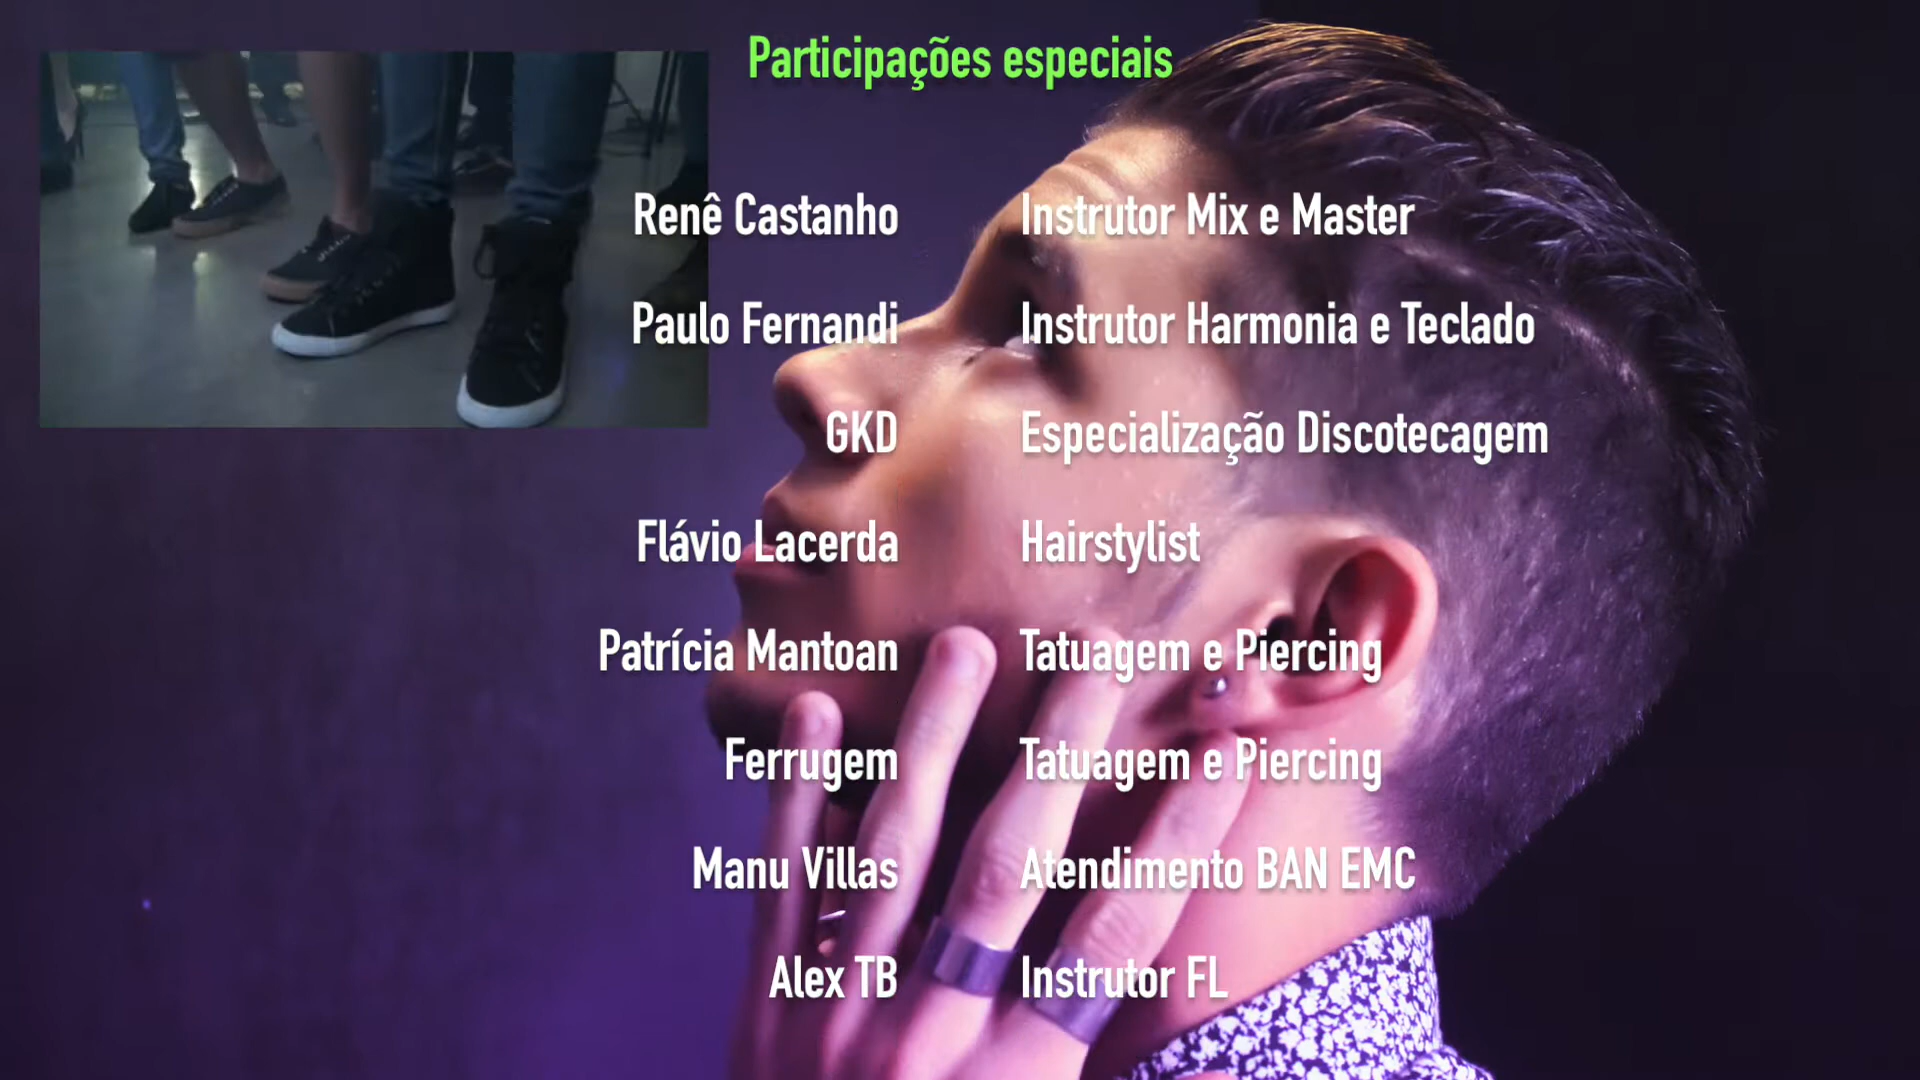 Participações especiais
Renê Castanho Instrutor Mix e Master
Paulo Fernandi Instrutor Harmonia e Teclado
GKD Especialização Discotecagem
Flávio Lacerda Hairstylist
Patrícia Mantoan Tatuagem e Piercing
Ferrugem Tatuagem e Piercing
Manu Villas Atendimento BAN EMC
Alex TB Instrutor FL